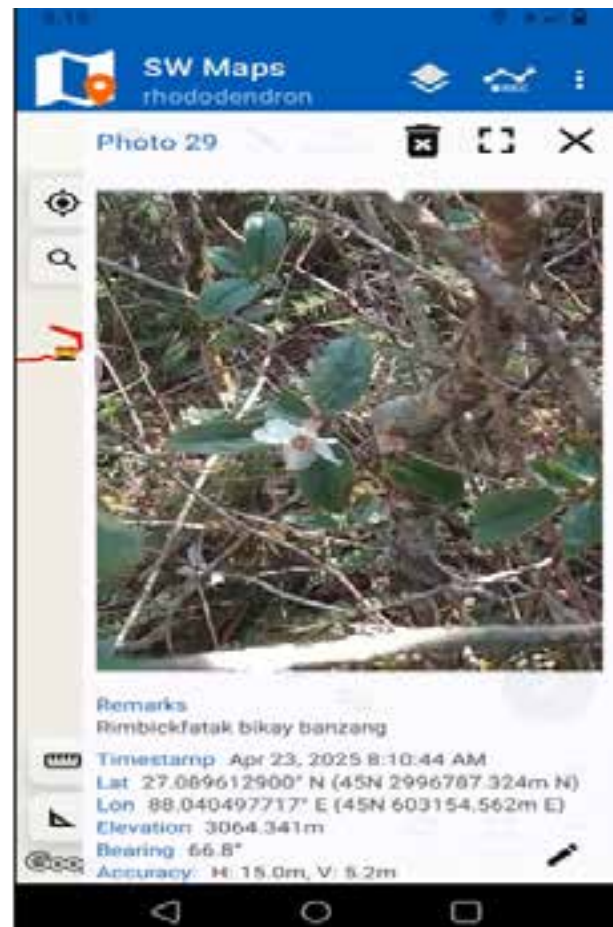 SW Maps
rhododendron
Photo 29
Remarks
Rimbickfatak bikay banzang
Timestamp Apr 23, 2025 8:10:44 AM
Lat 27.089612900° N (45N 2996787.324m N)
Lon 88.040497717° E (45N 603154.562m E)
Elevation 3064.341m
Bearing 66.8°
Accuracy: H: 15.0m, V: 5.2m